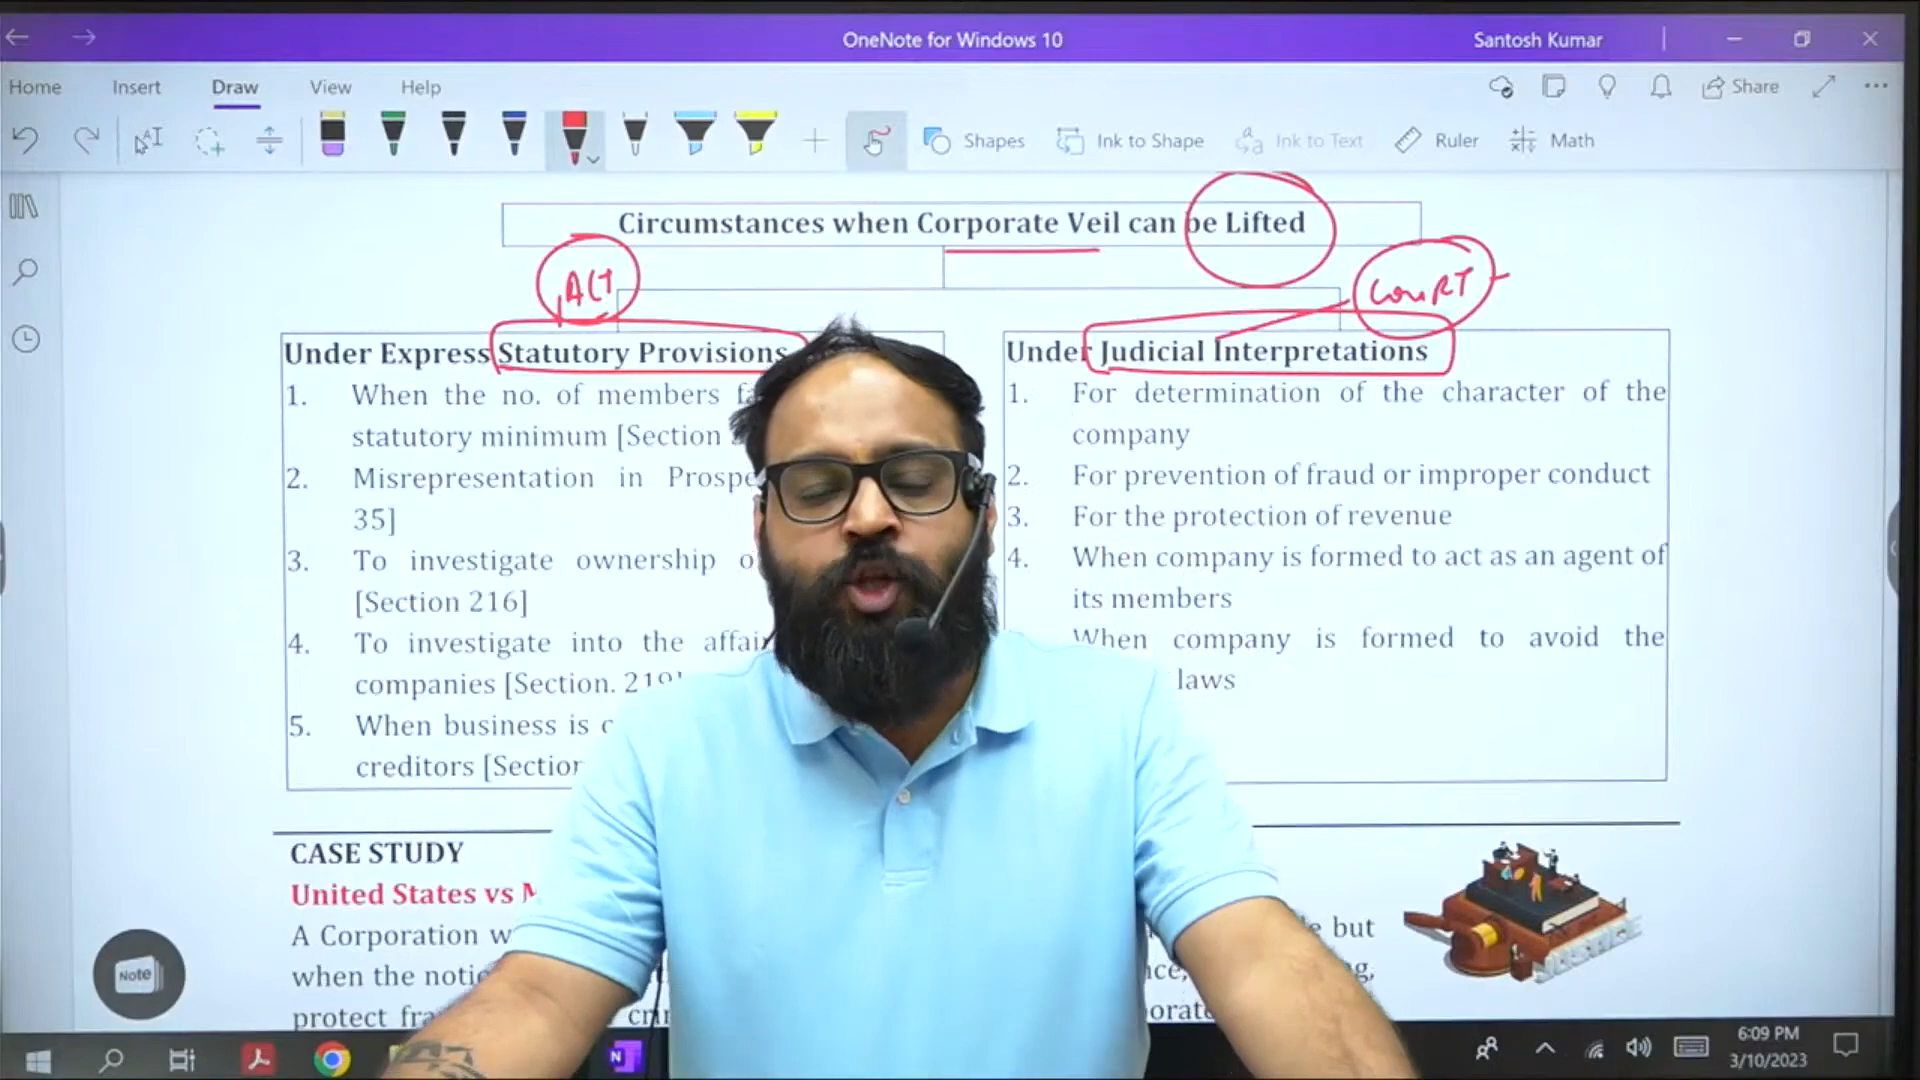 OneNote for Windows 10
Santosh Kumar
Home Insert Draw View Help
Share
Shapes Ink to Shape Ink to Text Ruler Math
Circumstances when Corporate Veil can be Lifted
ACT
COURT
Under Express Statutory Provisions
1. When the no. of members
statutory minimum [Section
2. Misrepresentation in
35]
3. To investigate ownership
[Section 216]
4. To investigate into the
companies [Section. 219]
5. When business is
creditors
Under Judicial Interpretations
1. For determination of the character of the
company
2. For prevention of fraud or improper conduct
3. For the protection of revenue
4. When company is formed to act as an agent of
its members
When company is formed to avoid the
laws
CASE STUDY
United States vs
A Corporation
but
when the
protect
Note
6:09 PM
3/10/2023